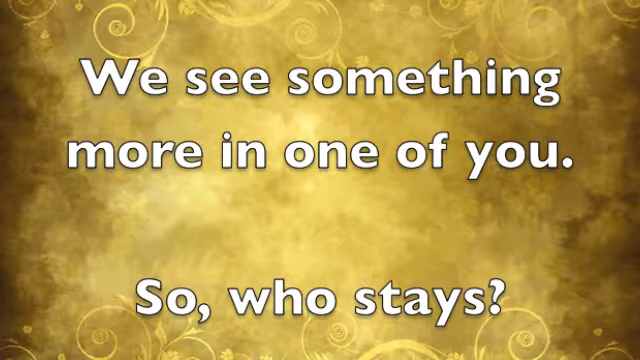 We see something
more in one of you.
So, who stays?